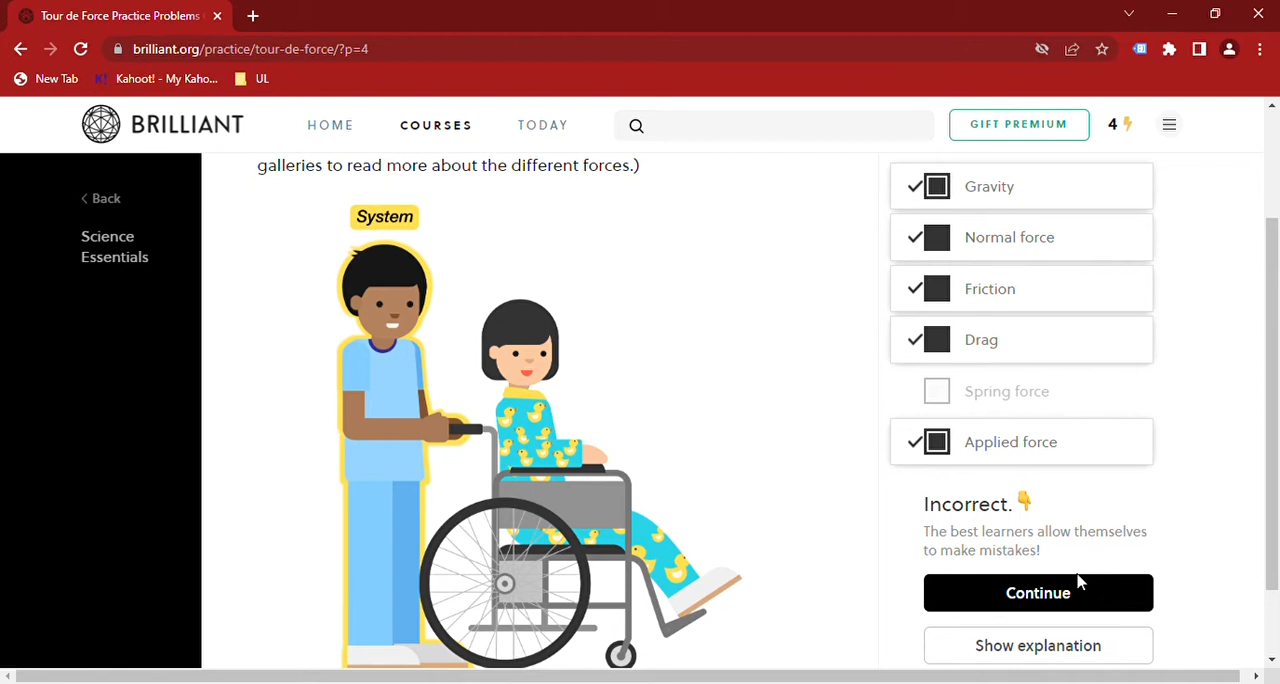 Tour de Force Practice Problems
brilliant.org/practice/tour-de-force/?p=4
New Tab
K! Kahoot! - My Kaho...
UL
BRILLIANT
HOME
COURSES
TODAY
GIFT PREMIUM
4
Back
Science
Essentials
galleries to read more about the different forces.)
System
Gravity
Normal force
Friction
Drag
Spring force
Applied force
Incorrect.
The best learners allow themselves
to make mistakes!
Continue
Show explanation